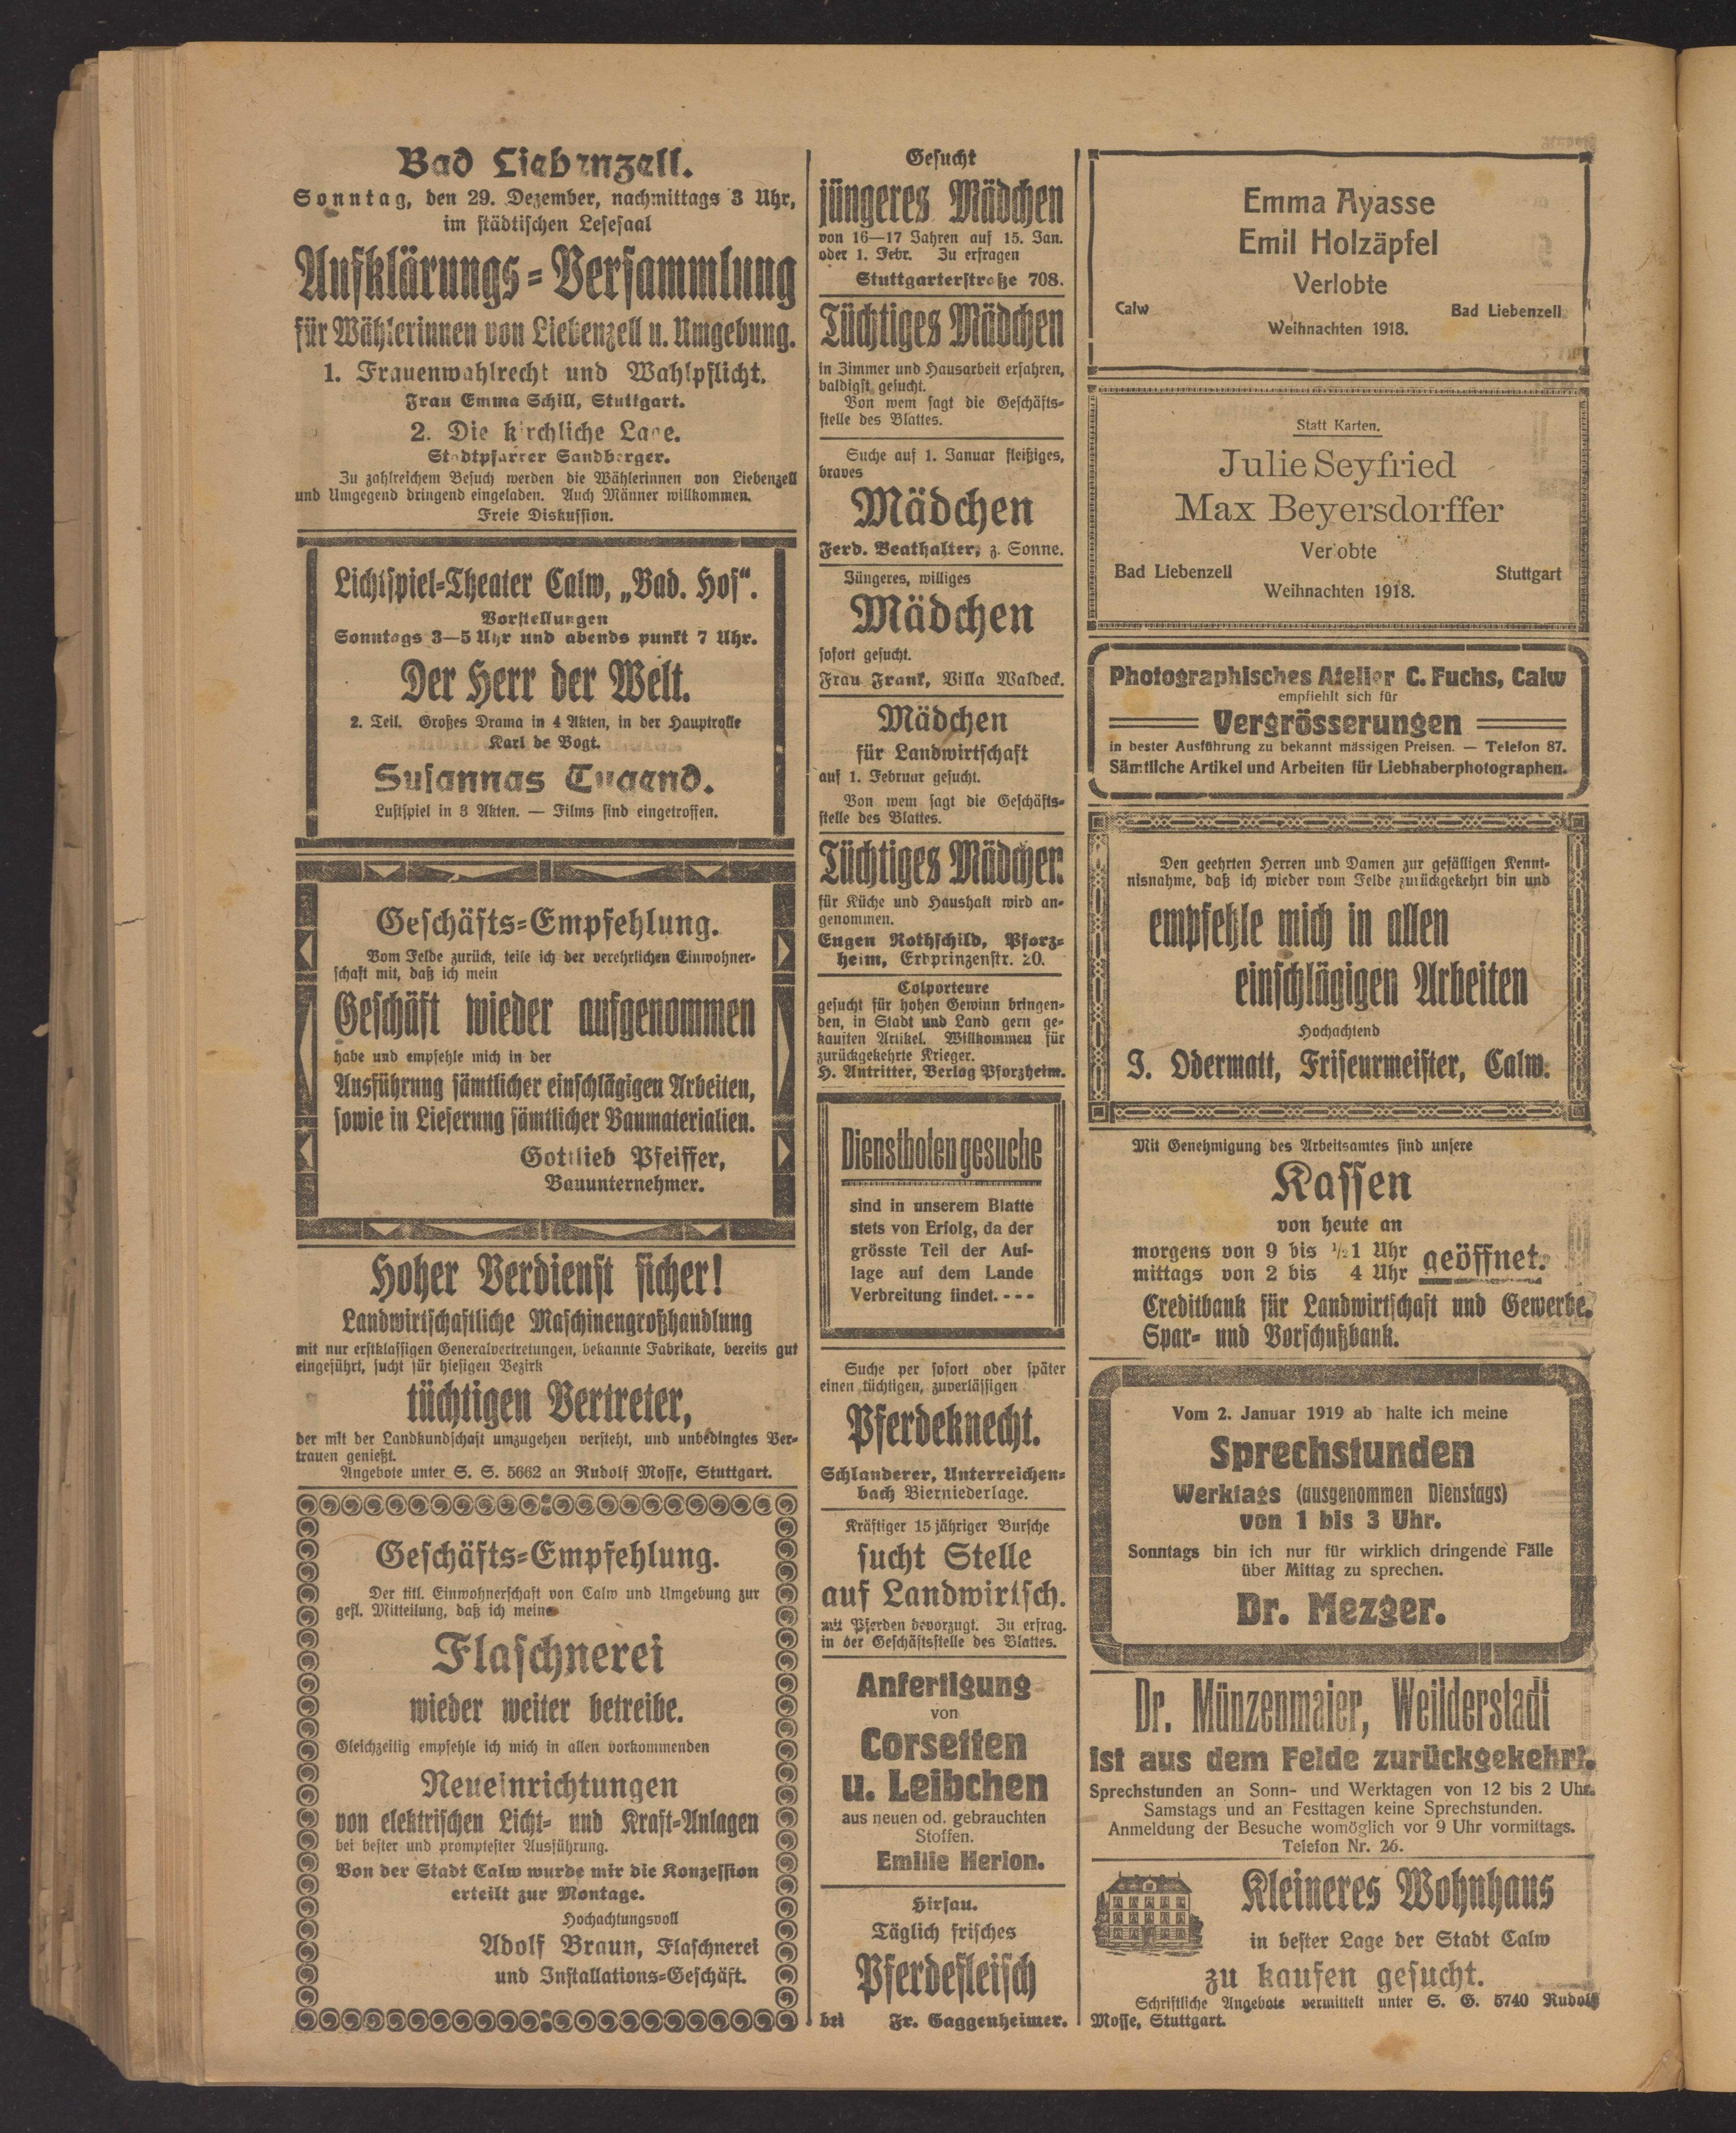 Bad Liebenzell.
Sonntag, den 29. Dezember, nachmittags 3 Uhr,
im städtischen Lesesaal
Aufklärungs-Versammlung
für Wählerinnen von Liebenzell u. Umgebung.
1. Frauenwahlrecht und Wahlpflicht.
Frau Emma Schill, Stuttgart.
2. Die kirchliche Lage.
Stadtpfarrer Sandberger.
Zu zahlreichem Besuch werden die Wählerinnen von Liebenzell
und Umgegend dringend eingeladen. Auch Männer willkommen.
Freie Diskussion.
Lichtspiel-Theater Calw, „Bad. Hof“.
Vorstellungen
Sonntags 3—5 Uhr und abends punkt 7 Uhr.
Der Herr der Welt.
2. Teil. Großes Drama in 4 Akten, in der Hauptrolle
Karl de Vogt.
Susannas Tugend.
Lustspiel in 3 Akten. — Films sind eingetroffen.
Geschäfts-Empfehlung.
Vom Felde zurück, teile ich der verehrlichen Einwohner-
schaft mit, daß ich mein
Geschäft wieder aufgenommen
habe und empfehle mich in der
Ausführung sämtlicher einschlägigen Arbeiten,
sowie in Lieferung sämtlicher Baumaterialien.
Gottlieb Pfeiffer,
Bauunternehmer.
Hoher Verdienst sicher!
Landwirtschaftliche Maschinengroßhandlung
mit nur erstklassigen Generalvertretungen, bekannte Fabrikate, bereits gut
eingeführt, sucht für hiesigen Bezirk
tüchtigen Vertreter,
der mit der Landkundschaft umzugehen versteht, und unbedingtes Ver-
trauen genießt.
Angebote unter S. S. 5662 an Rudolf Mosse, Stuttgart.
Geschäfts-Empfehlung.
Der titl. Einwohnerschaft von Calw und Umgebung zur
gefl. Mitteilung, daß ich meine
Flaschnerei
wieder weiter betreibe.
Gleichzeitig empfehle ich mich in allen vorkommenden
Neueinrichtungen
von elektrischen Licht- und Kraft-Anlagen
bei bester und promptester Ausführung.
Von der Stadt Calw wurde mir die Konzession
erteilt zur Montage.
Hochachtungsvoll
Adolf Braun, Flaschnerei
und Installations-Geschäft.
Gesucht
jüngeres Mädchen
von 16—17 Jahren auf 15. Jan.
oder 1. Febr. Zu erfragen
Stuttgarterstraße 708.
Tüchtiges Mädchen
in Zimmer und Hausarbeit erfahren,
baldigst gesucht.
Von wem sagt die Geschäfts-
stelle des Blattes.
Suche auf 1. Januar fleißiges,
braves
Mädchen
Ferd. Beathalter, z. Sonne.
Jüngeres, williges
Mädchen
sofort gesucht.
Frau Frank, Villa Waldeck.
Mädchen
für Landwirtschaft
auf 1. Februar gesucht.
Von wem sagt die Geschäfts-
stelle des Blattes.
Tüchtiges Mädchen
für Küche und Haushalt wird an-
genommen.
Eugen Rothschild, Pforz-
heim, Erbprinzenstr. 20.
Colporteure
gesucht für hohen Gewinn bringen-
den, in Stadt und Land gern ge-
kauften Artikel. Willkommen für
zurückgekehrte Krieger.
H. Antritter, Verlag Pforzheim.
Dienstbotengesuche
sind in unserem Blatte
stets von Erfolg, da der
grösste Teil der Auf-
lage auf dem Lande
Verbreitung findet. - - -
Suche per sofort oder später
einen tüchtigen, zuverlässigen
Pferdeknecht.
Schlanderer, Unterreichen-
bach Bierniederlage.
Kräftiger 15 jähriger Bursche
sucht Stelle
auf Landwirtsch.
mit Pferden bevorzugt. Zu erfrag.
in der Geschäftsstelle des Blattes.
Anfertigung
von
Corsetten
u. Leibchen
aus neuen od. gebrauchten
Stoffen.
Emilie Herion.
Hirsau.
Täglich frisches
Pferdefleisch
bei Fr. Gaggenheimer.
Emma Ayasse
Emil Holzäpfel
Verlobte
Calw Bad Liebenzell
Weihnachten 1918.
Statt Karten.
Julie Seyfried
Max Beyersdorffer
Verlobte
Bad Liebenzell Stuttgart
Weihnachten 1918.
Photographisches Atelier C. Fuchs, Calw
empfiehlt sich für
Vergrösserungen
in bester Ausführung zu bekannt mässigen Preisen. — Telefon 87.
Sämtliche Artikel und Arbeiten für Liebhaberphotographen.
Den geehrten Herren und Damen zur gefälligen Kennt-
nisnahme, daß ich wieder vom Felde zurückgekehrt bin und
empfehle mich in allen
einschlägigen Arbeiten
Hochachtend
J. Odermatt, Friseurmeister, Calw.
Mit Genehmigung des Arbeitsamtes sind unsere
Kassen
von heute an
morgens von 9 bis ½1 Uhr
mittags von 2 bis 4 Uhr geöffnet.
Creditbank für Landwirtschaft und Gewerbe.
Spar- und Vorschußbank.
Vom 2. Januar 1919 ab halte ich meine
Sprechstunden
Werktags (ausgenommen Dienstags)
von 1 bis 3 Uhr.
Sonntags bin ich nur für wirklich dringende Fälle
über Mittag zu sprechen.
Dr. Mezger.
Dr. Münzenmaier, Weilderstadt
ist aus dem Felde zurückgekehrt.
Sprechstunden an Sonn- und Werktagen von 12 bis 2 Uhr.
Samstags und an Festtagen keine Sprechstunden.
Anmeldung der Besuche womöglich vor 9 Uhr vormittags.
Telefon Nr. 26.
Kleineres Wohnhaus
in bester Lage der Stadt Calw
zu kaufen gesucht.
Schriftliche Angebote vermittelt unter S. G. 5740 Rudolf
Mosse, Stuttgart.